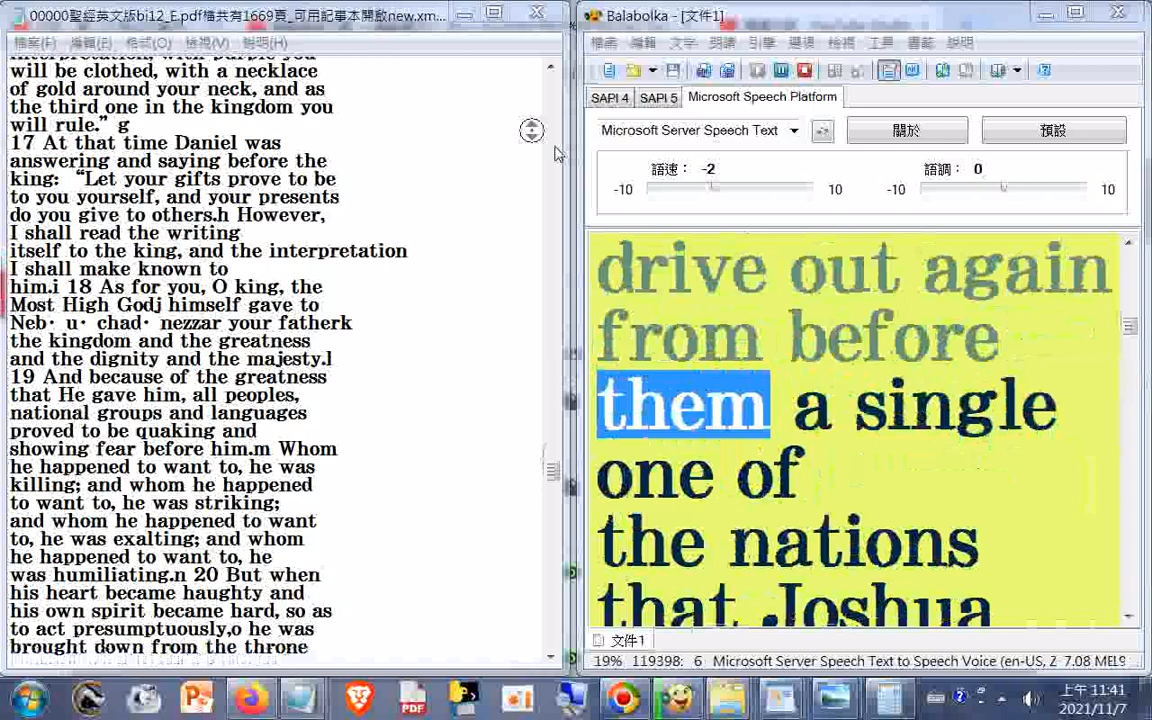 00000聖經英文版bi12_E.pdf檔共有1669頁_可用記事本開啟new.xm...
檔案(F) 編輯(E) 格式(O) 檢視(V) 說明(H)
will be clothed, with a necklace
of gold around your neck, and as
the third one in the kingdom you
will rule.” g
17 At that time Daniel was
answering and saying before the
king: “Let your gifts prove to be
to you yourself, and your presents
do you give to others.h However,
I shall read the writing
itself to the king, and the interpretation
I shall make known to
him.i 18 As for you, O king, the
Most High Godj himself gave to
Neb· u· chad· nezzar your fatherk
the kingdom and the greatness
and the dignity and the majesty.l
19 And because of the greatness
that He gave him, all peoples,
national groups and languages
proved to be quaking and
showing fear before him.m Whom
he happened to want to, he was
killing; and whom he happened
to want to, he was striking;
and whom he happened to want
to, he was exalting; and whom
he happened to want to, he
was humiliating.n 20 But when
his heart became haughty and
his own spirit became hard, so as
to act presumptuously,o he was
brought down from the throne
Balabolka - [文件1]
檔案 編輯 文字 朗讀 引擎 選項 檢視 工具 書籤 說明
SAPI 4 SAPI 5 Microsoft Speech Platform
Microsoft Server Speech Text 關於 預設
語速： -2 語調： 0
-10 10 -10 10
drive out again
from before
them a single
one of
the nations
that Joshua
文件1
19% 119398: 6 Microsoft Server Speech Text to Speech Voice (en-US, Z 7.08 ME
PDF
上午 11:41
2021/11/7